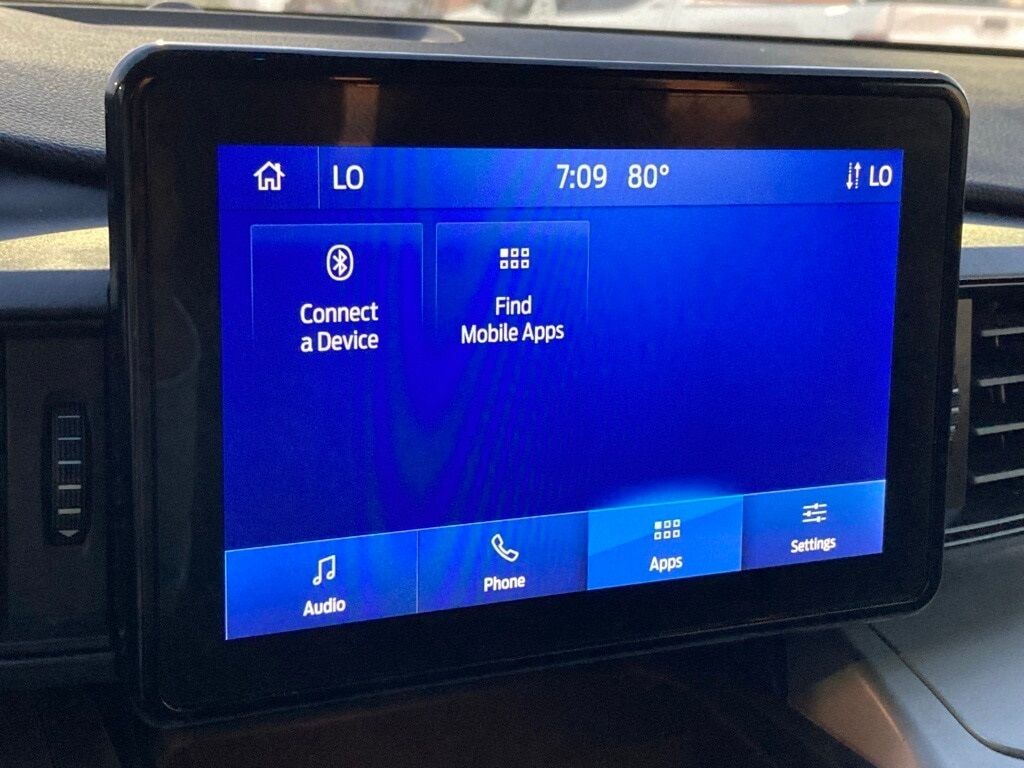 LO
7:09 80°
LO
Connect
a Device
Find
Mobile Apps
Audio
Phone
Apps
Settings